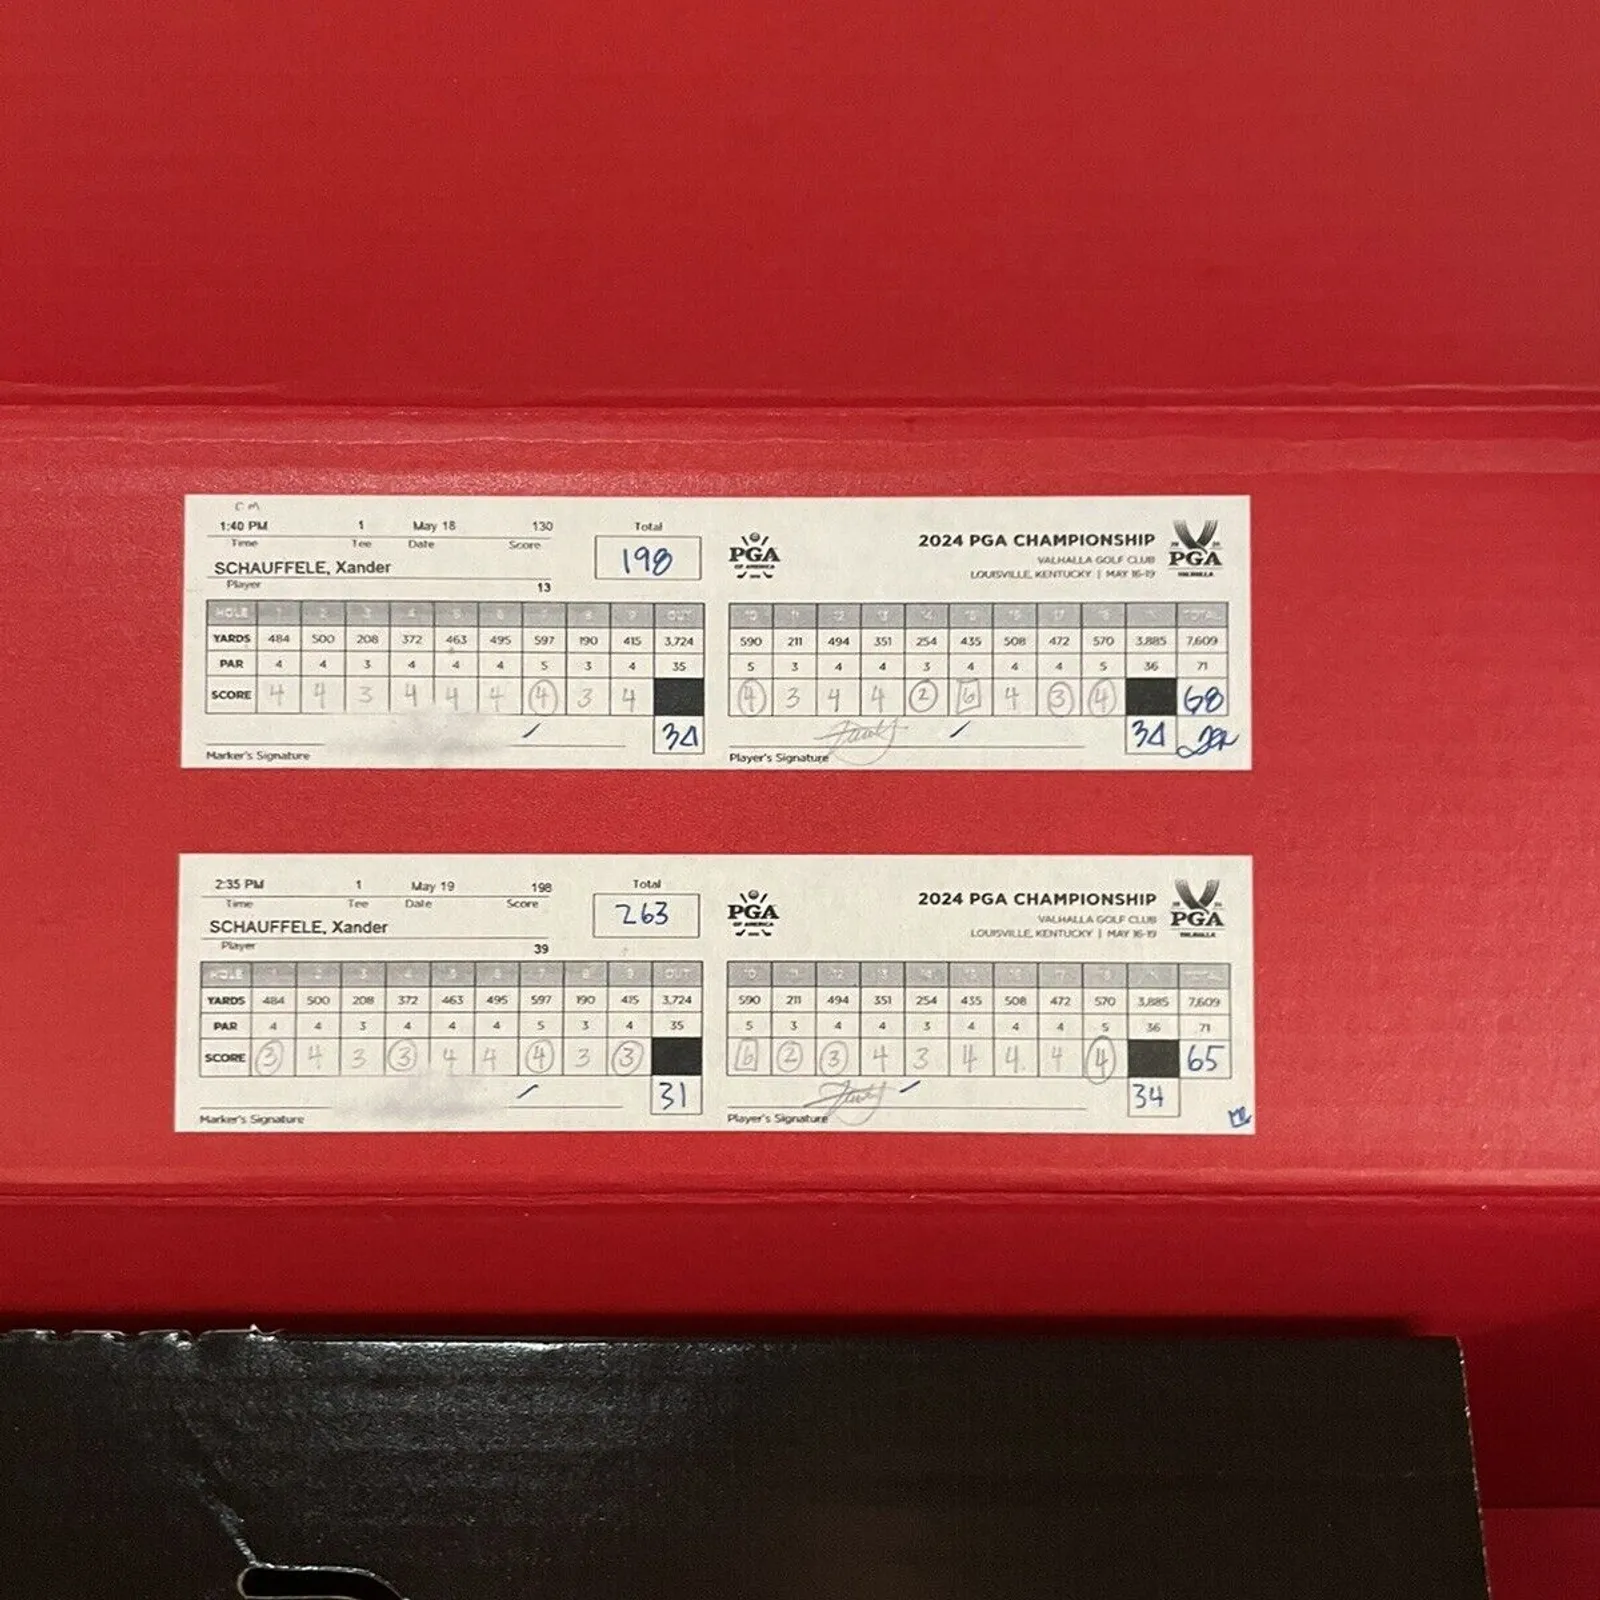 1:40 PM 1 May 18 130 Total
Time Tee Date Score 198
SCHAUFFELE, Xander
Player 13
HOLE 1 2 3 4 5 6 7 8 9 OUT
YARDS 484 500 208 372 463 495 597 190 415 3,724
PAR 4 4 3 4 4 4 5 3 4 35
SCORE 4 4 3 4 4 4 4 3 4
34
Marker's Signature
PGA
OF AMERICA
2024 PGA CHAMPIONSHIP
VALHALLA GOLF CLUB
LOUISVILLE, KENTUCKY | MAY 16-19
PGA
VALHALLA
10 11 12 13 14 15 16 17 18 IN TOTAL
590 211 494 351 254 435 508 472 570 3,885 7,609
5 3 4 4 3 4 4 4 5 36 71
4 3 4 4 2 6 4 3 4 68
34
Player's Signature
2:35 PM 1 May 19 198 Total
Time Tee Date Score 263
SCHAUFFELE, Xander
Player 39
HOLE 1 2 3 4 5 6 7 8 9 OUT
YARDS 484 500 208 372 463 495 597 190 415 3,724
PAR 4 4 3 4 4 4 5 3 4 35
SCORE 3 4 3 3 4 4 4 3 3
31
Marker's Signature
PGA
OF AMERICA
2024 PGA CHAMPIONSHIP
VALHALLA GOLF CLUB
LOUISVILLE, KENTUCKY | MAY 16-19
PGA
VALHALLA
10 11 12 13 14 15 16 17 18 IN TOTAL
590 211 494 351 254 435 508 472 570 3,885 7,609
5 3 4 4 3 4 4 4 5 36 71
6 2 3 4 3 4 4 4 4 65
34
Player's Signature